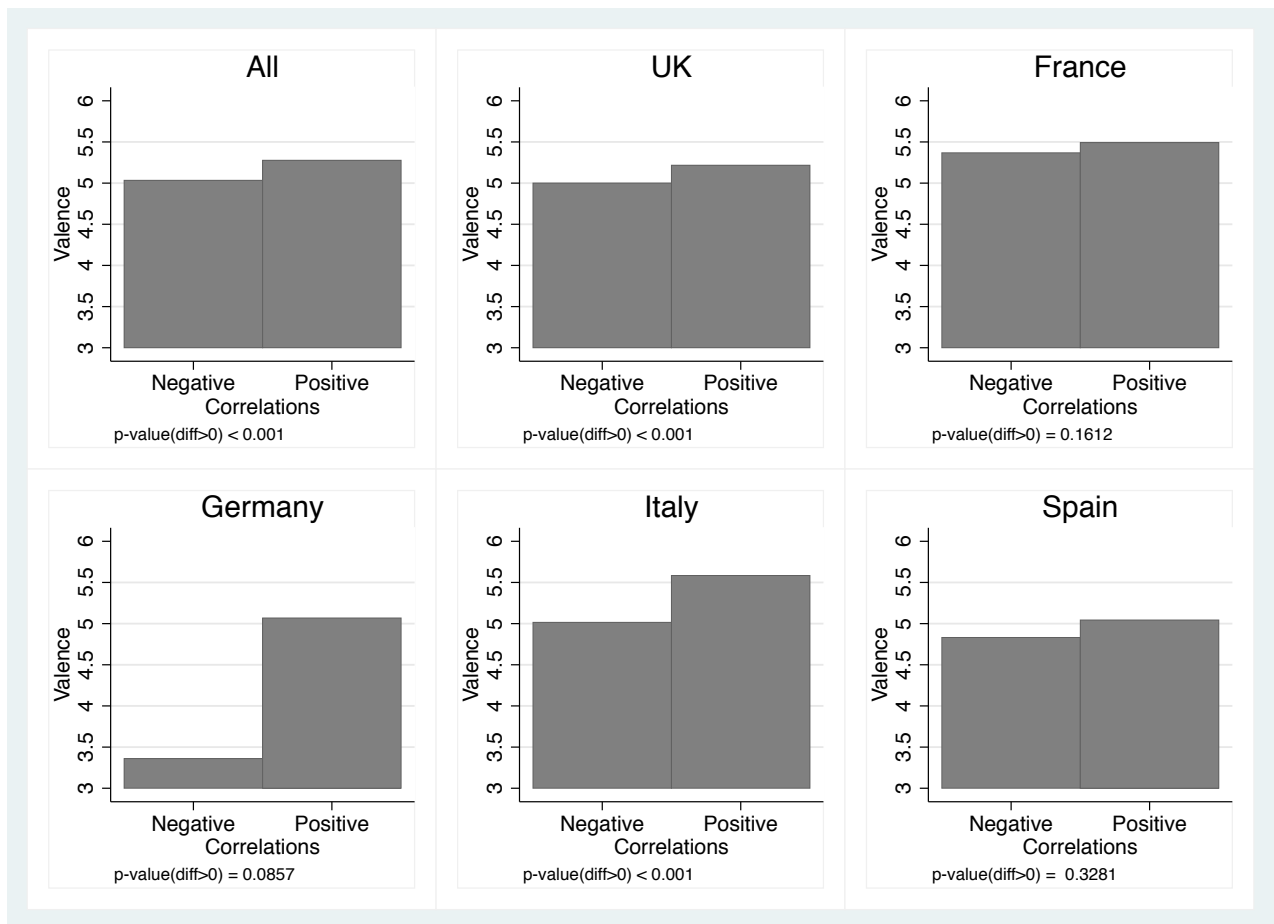 All
6
5.5
5
4.5
4
3.5
3
Valence
Negative Positive
Correlations
p-value(diff>0) < 0.001
UK
6
5.5
5
4.5
4
3.5
3
Valence
Negative Positive
Correlations
p-value(diff>0) < 0.001
France
6
5.5
5
4.5
4
3.5
3
Valence
Negative Positive
Correlations
p-value(diff>0) = 0.1612
Germany
6
5.5
5
4.5
4
3.5
3
Valence
Negative Positive
Correlations
p-value(diff>0) = 0.0857
Italy
6
5.5
5
4.5
4
3.5
3
Valence
Negative Positive
Correlations
p-value(diff>0) < 0.001
Spain
6
5.5
5
4.5
4
3.5
3
Valence
Negative Positive
Correlations
p-value(diff>0) =  0.3281